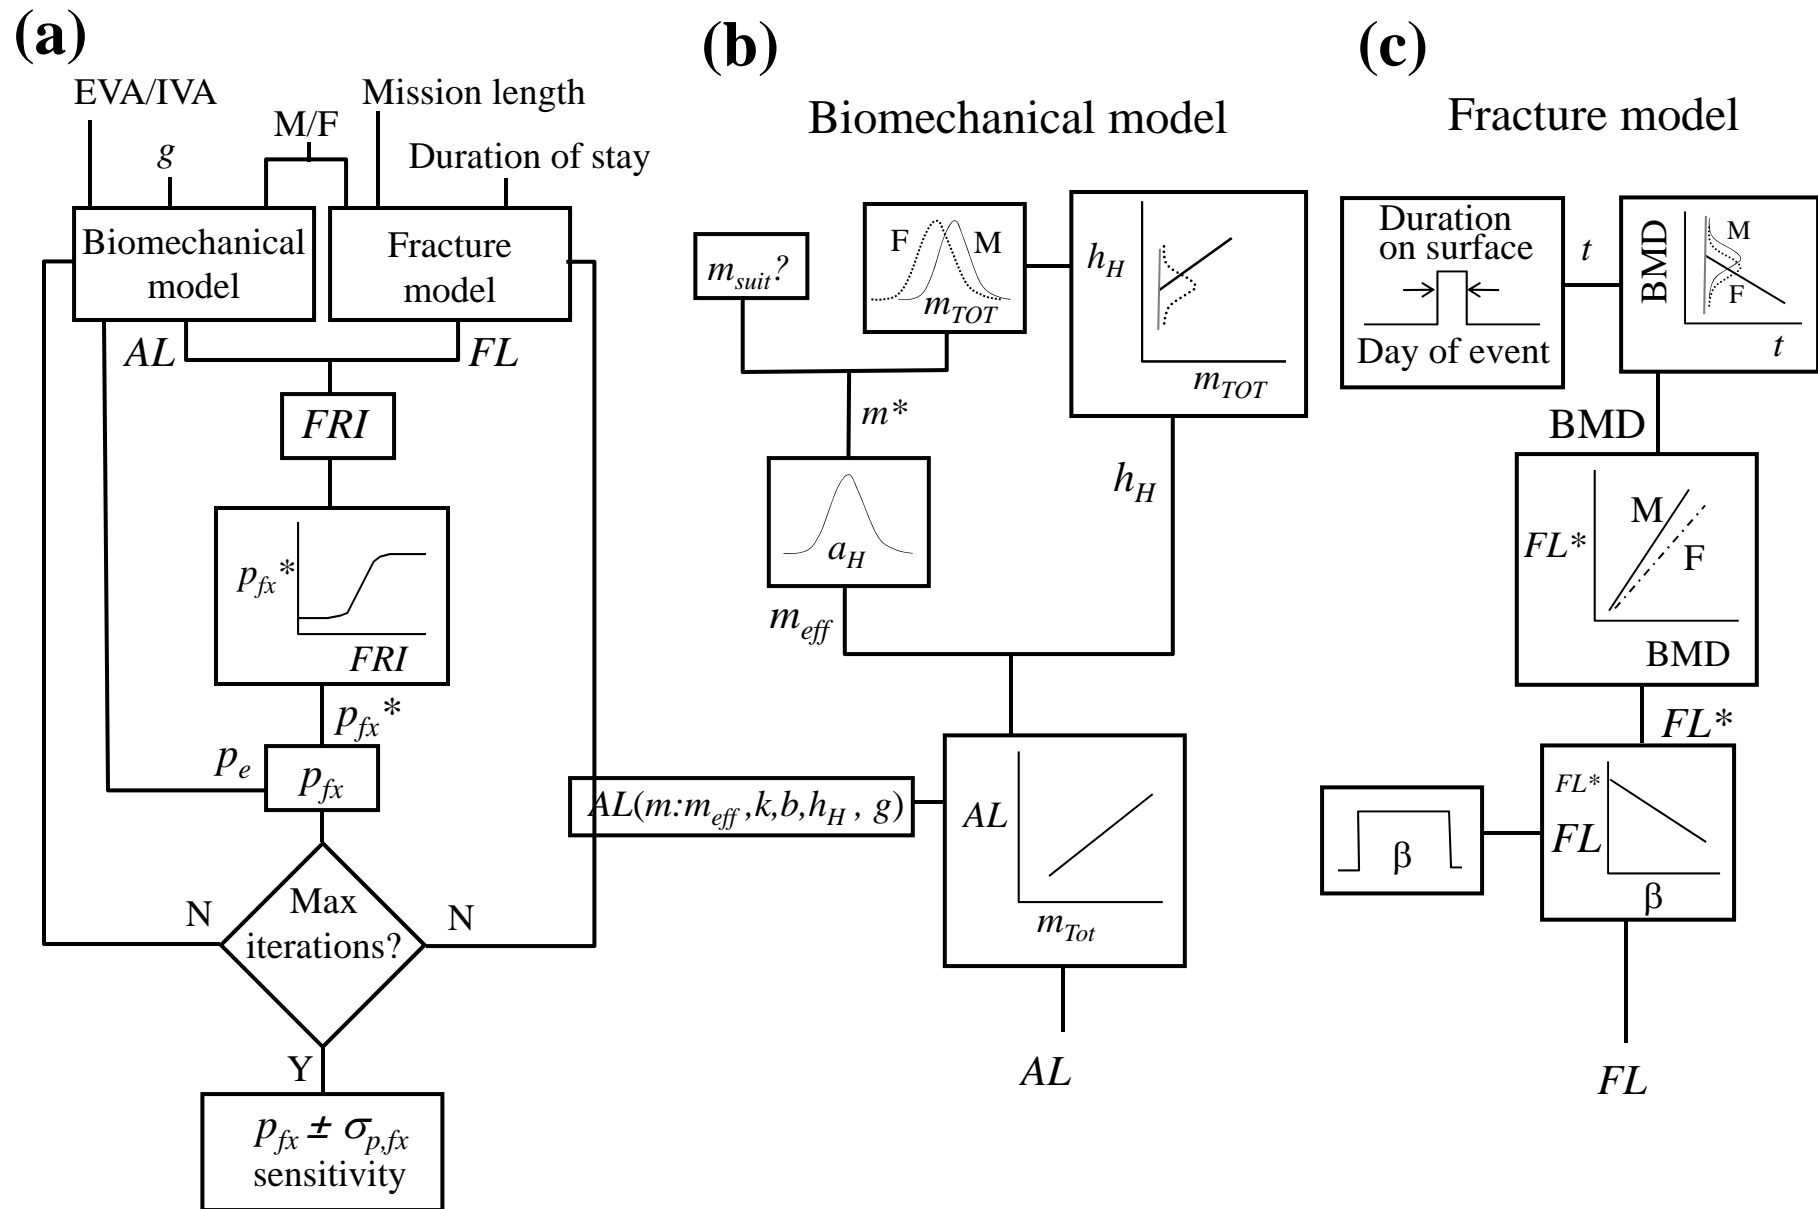 (a)
EVA/IVA
Mission length
M/F
g
Duration of stay
Biomechanical
model
Fracture
model
AL
FL
FRI
p_fx*
FRI
p_fx*
p_e
p_fx
N
Max
iterations?
N
Y
p_fx ± σ_p,fx
sensitivity
(b)
Biomechanical model
m_suit?
F
M
m_TOT
h_H
m_TOT
m*
a_H
h_H
m_eff
AL(m:m_eff,k,b,h_H, g)
AL
m_Tot
AL
(c)
Fracture model
Duration
on surface
Day of event
t
BMD
M
F
t
BMD
FL*
M
F
BMD
FL*
β
FL*
FL
β
FL